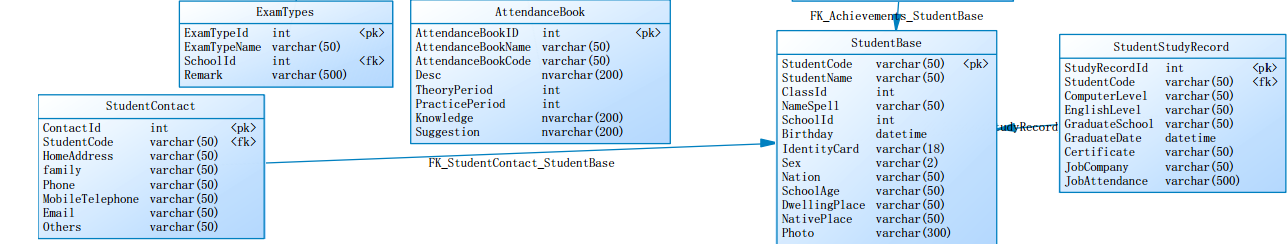 ExamTypes
ExamTypeId int <pk>
ExamTypeName varchar(50)
SchoolId int <fk>
Remark varchar(500)
AttendanceBook
AttendanceBookID int <pk>
AttendanceBookName varchar(50)
AttendanceBookCode varchar(50)
Desc nvarchar(200)
TheoryPeriod int
PracticePeriod int
Knowledge nvarchar(200)
Suggestion nvarchar(200)
FK_Achievements_StudentBase
StudentBase
StudentCode varchar(50) <pk>
StudentName varchar(50)
ClassId int
NameSpell varchar(50)
SchoolId int
Birthday datetime
IdentityCard varchar(18)
Sex varchar(2)
Nation varchar(50)
SchoolAge varchar(50)
DwellingPlace varchar(50)
NativePlace varchar(50)
Photo varchar(300)
StudentStudyRecord
StudyRecordId int <pk>
StudentCode varchar(50) <fk>
ComputerLevel varchar(50)
EnglishLevel varchar(50)
GraduateSchool varchar(50)
GraduateDate datetime
Certificate varchar(50)
JobCompany varchar(50)
JobAttendance varchar(500)
udyRecord
StudentContact
ContactId int <pk>
StudentCode varchar(50) <fk>
HomeAddress varchar(50)
family varchar(50)
Phone varchar(50)
MobileTelephone varchar(50)
Email varchar(50)
Others varchar(50)
FK_StudentContact_StudentBase